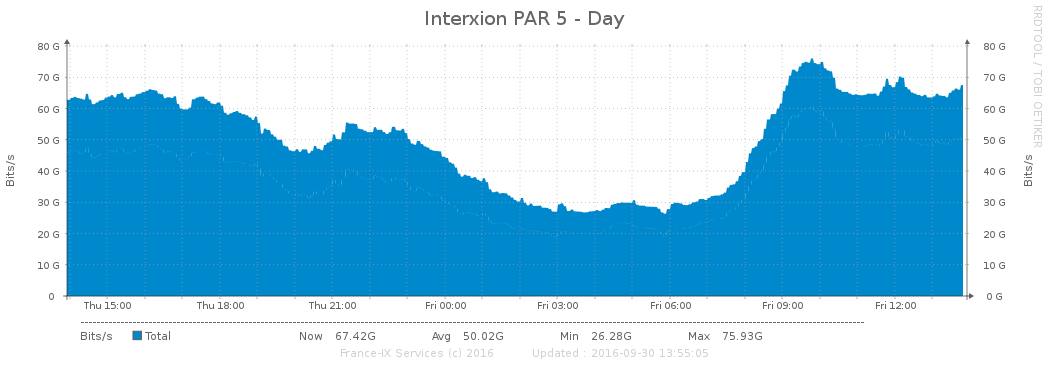 Interxion PAR 5 - Day
RRDTOOL / TOBI OETIKER
Bits/s
80 G
70 G
60 G
50 G
40 G
30 G
20 G
10 G
0
80 G
70 G
60 G
50 G
40 G
30 G
20 G
10 G
0 G
Bits/s
Thu 15:00 Thu 18:00 Thu 21:00 Fri 00:00 Fri 03:00 Fri 06:00 Fri 09:00 Fri 12:00
Bits/s Total Now 67.42G Avg 50.02G Min 26.28G Max 75.93G
France-IX Services (c) 2016 Updated : 2016-09-30 13:55:05